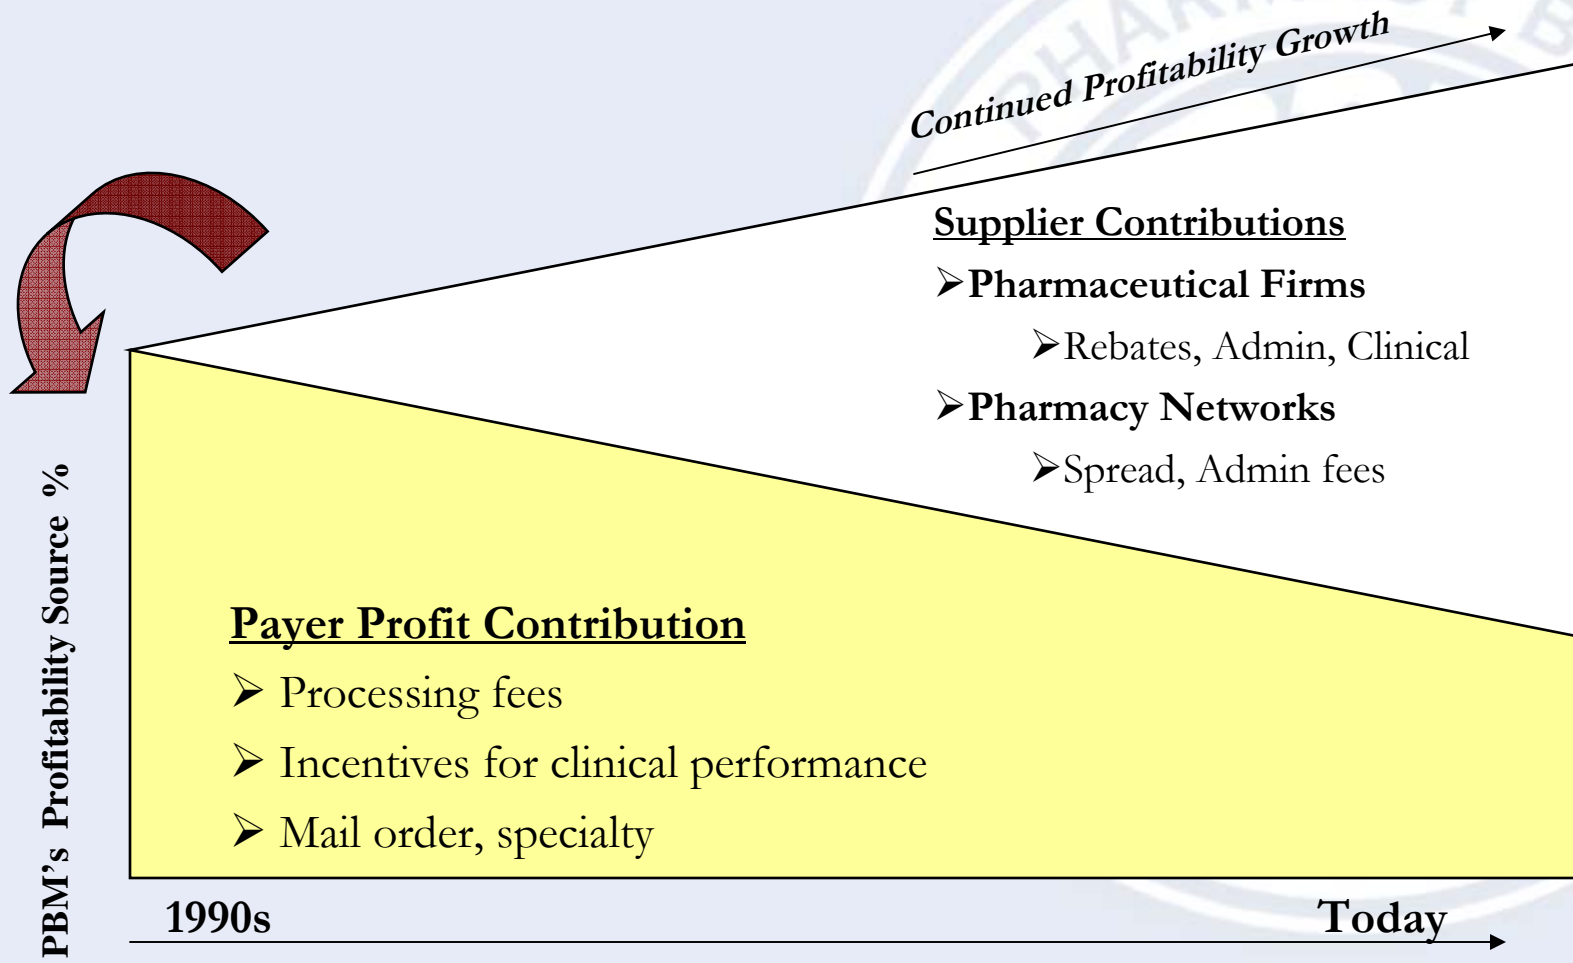 PHARMACY B
Continued Profitability Growth
Supplier Contributions
➢Pharmaceutical Firms
➢Rebates, Admin, Clinical
➢Pharmacy Networks
➢Spread, Admin fees
PBM’s Profitability Source %
Payer Profit Contribution
➢ Processing fees
➢ Incentives for clinical performance
➢ Mail order, specialty
1990s
Today